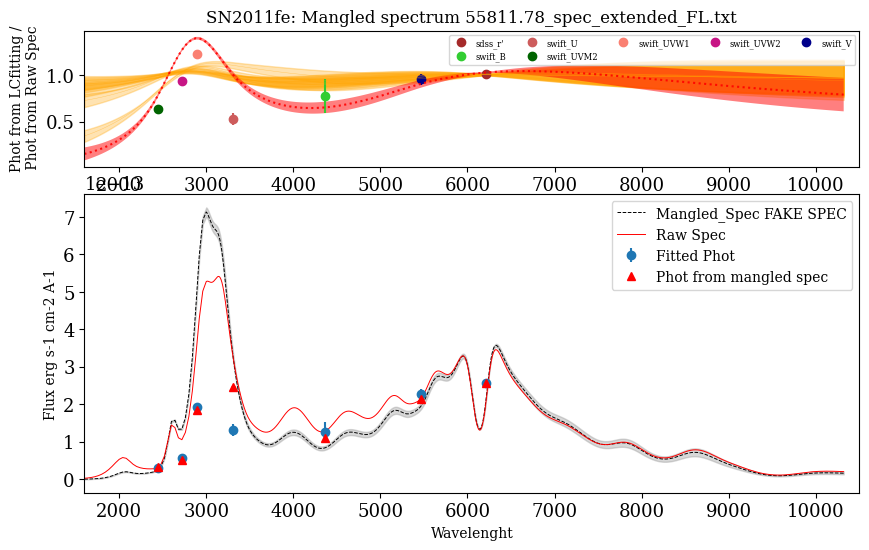 SN2011fe: Mangled spectrum 55811.78_spec_extended_FL.txt
Phot from LCfitting /
Phot from Raw Spec
1.0
0.5
sdss_r'
swift_B
swift_U
swift_UVM2
swift_UVW1
swift_UVW2
swift_V
2000 3000 4000 5000 6000 7000 8000 9000 10000
1e−13
Flux erg s-1 cm-2 A-1
7
6
5
4
3
2
1
0
Mangled_Spec FAKE SPEC
Raw Spec
Fitted Phot
Phot from mangled spec
2000 3000 4000 5000 6000 7000 8000 9000 10000
Wavelenght